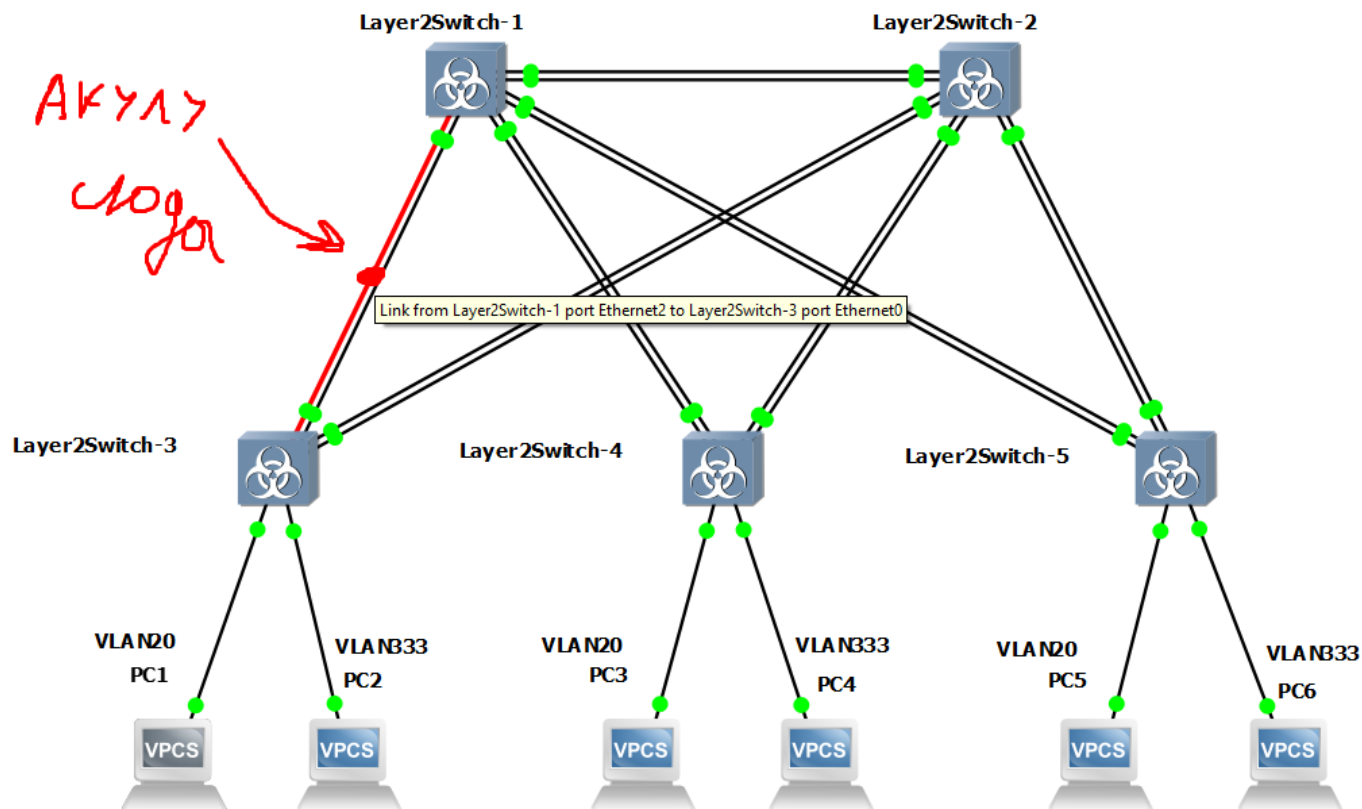 Layer2Switch-1
Layer2Switch-2
Акулу
сюда
Link from Layer2Switch-1 port Ethernet2 to Layer2Switch-3 port Ethernet0
Layer2Switch-3
Layer2Switch-4
Layer2Switch-5
VLAN20
PC1
VLAN333
PC2
VLAN20
PC3
VLAN333
PC4
VLAN20
PC5
VLAN333
PC6
VPCS
VPCS
VPCS
VPCS
VPCS
VPCS